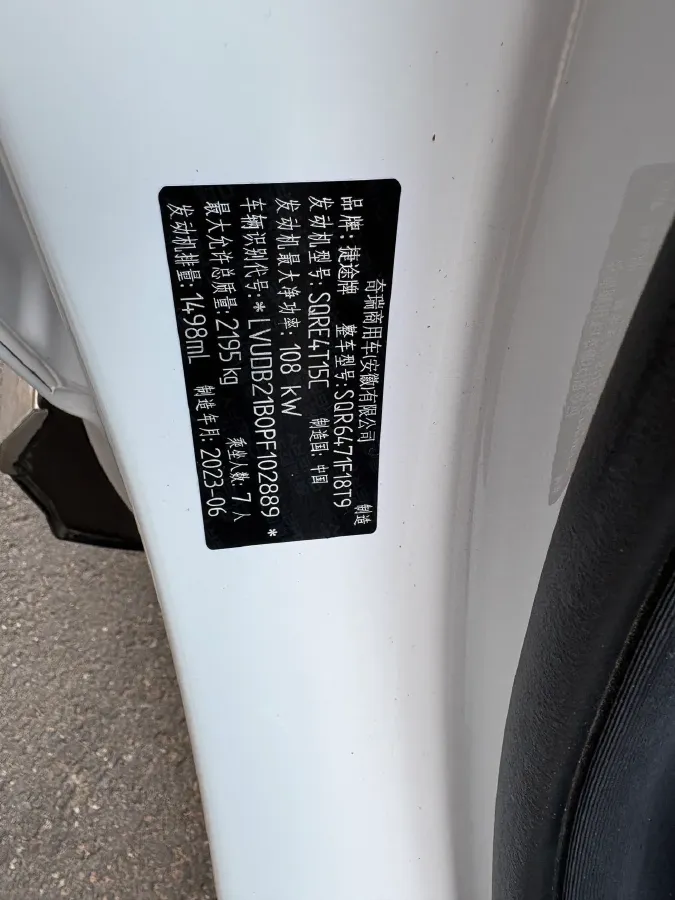 奇瑞商用车(安徽)有限公司 制造
品牌: 捷途牌 整车型号: SQR6471F18T9
发动机型号: SQRE4T15C 制造国: 中国
发动机最大净功率: 108 kW
车辆识别代号: *LVUDB21B0PF102889*
最大允许总质量: 2195 kg 乘坐人数: 7 人
发动机排量: 1498mL 制造年月: 2023-06